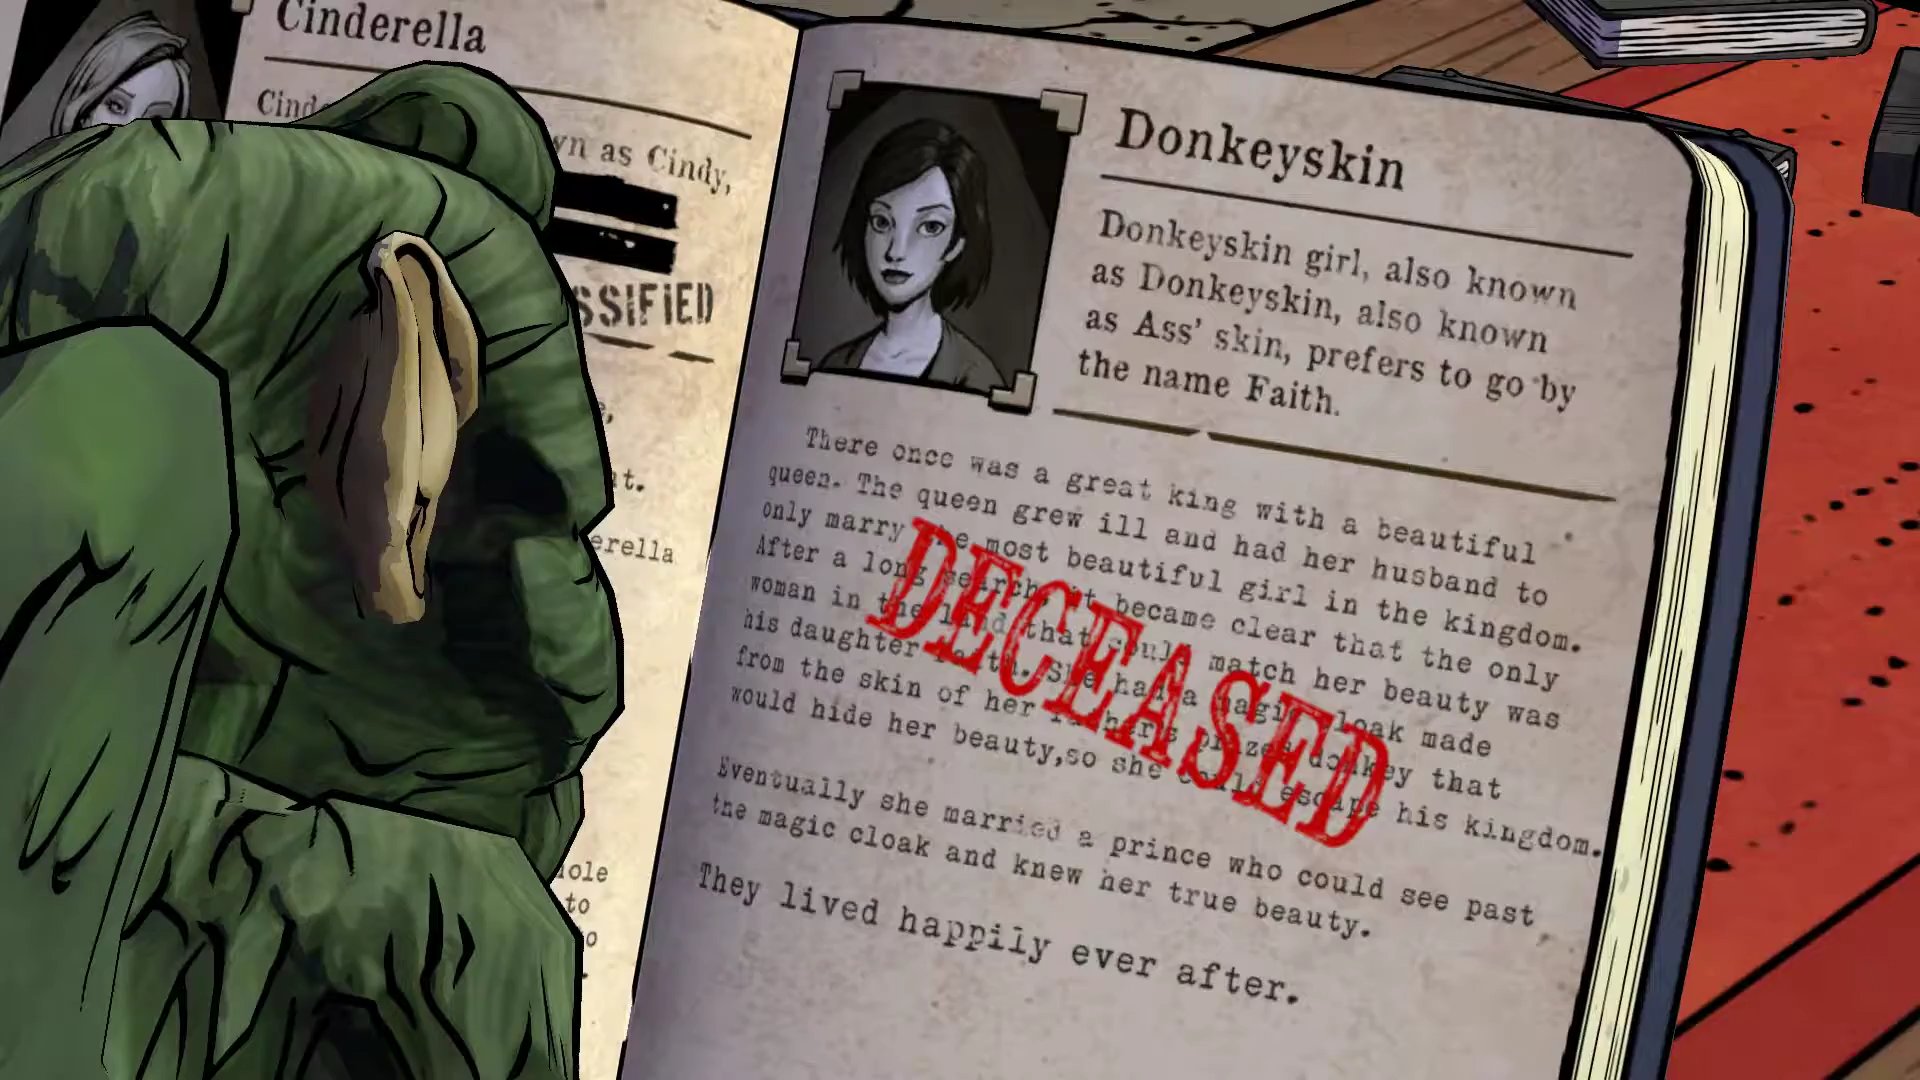 Cinderella
wn as Cindy,
SSIFIED
t.
erella
to
Donkeyskin
Donkeyskin girl, also known
as Donkeyskin, also known
as Ass' skin, prefers to go by
the name Faith.
There once was a great king with a beautiful
queen. The queen grew ill and had her husband to
only marry the most beautiful girl in the kingdom.
After a long search, it became clear that the only
woman in the land that could match her beauty was
his daughter Faith. She had a magic cloak made
from the skin of her father's prized donkey that
would hide her beauty,so she could escape his kingdom.
DECEASED
Eventually she married a prince who could see past
the magic cloak and knew her true beauty.
They lived happily ever after.